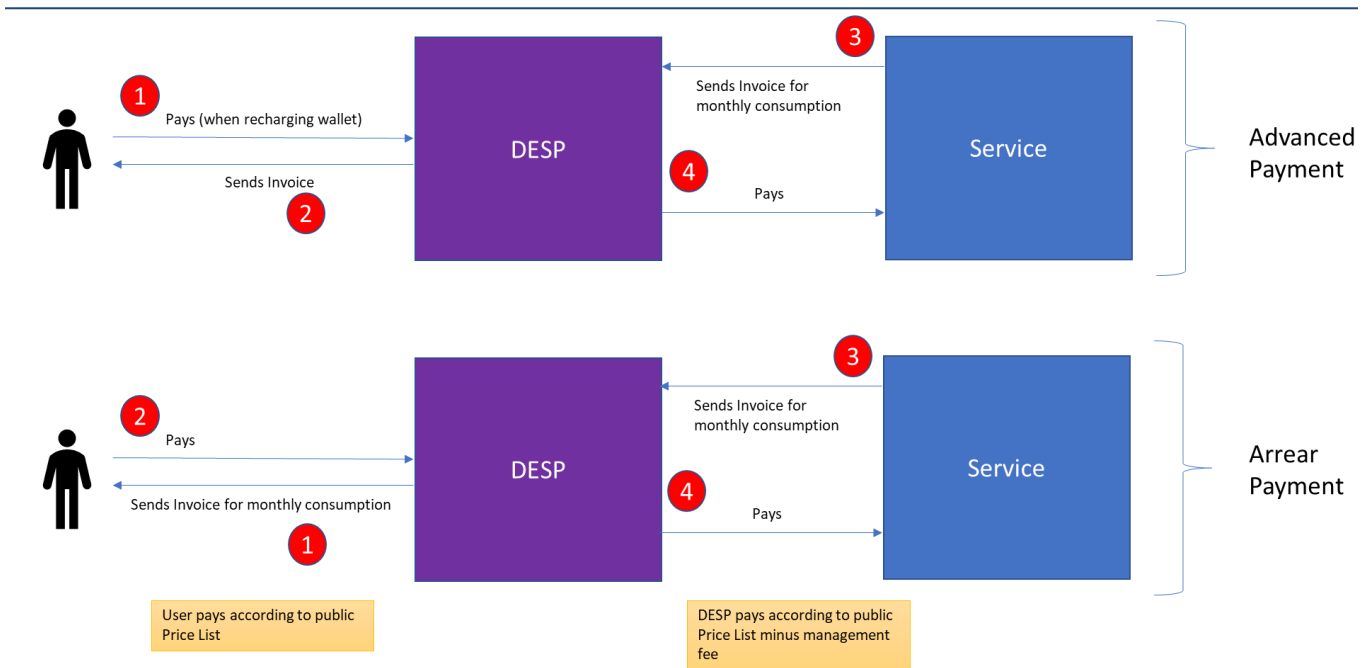 3
Sends Invoice for
monthly consumption
1
Pays (when recharging wallet)
DESP
Service
Advanced
Payment
Sends Invoice
2
4
Pays
3
Sends Invoice for
monthly consumption
2
Pays
DESP
Service
Arrear
Payment
Sends Invoice for monthly consumption
1
4
Pays
User pays according to public
Price List
DESP pays according to public
Price List minus management
fee